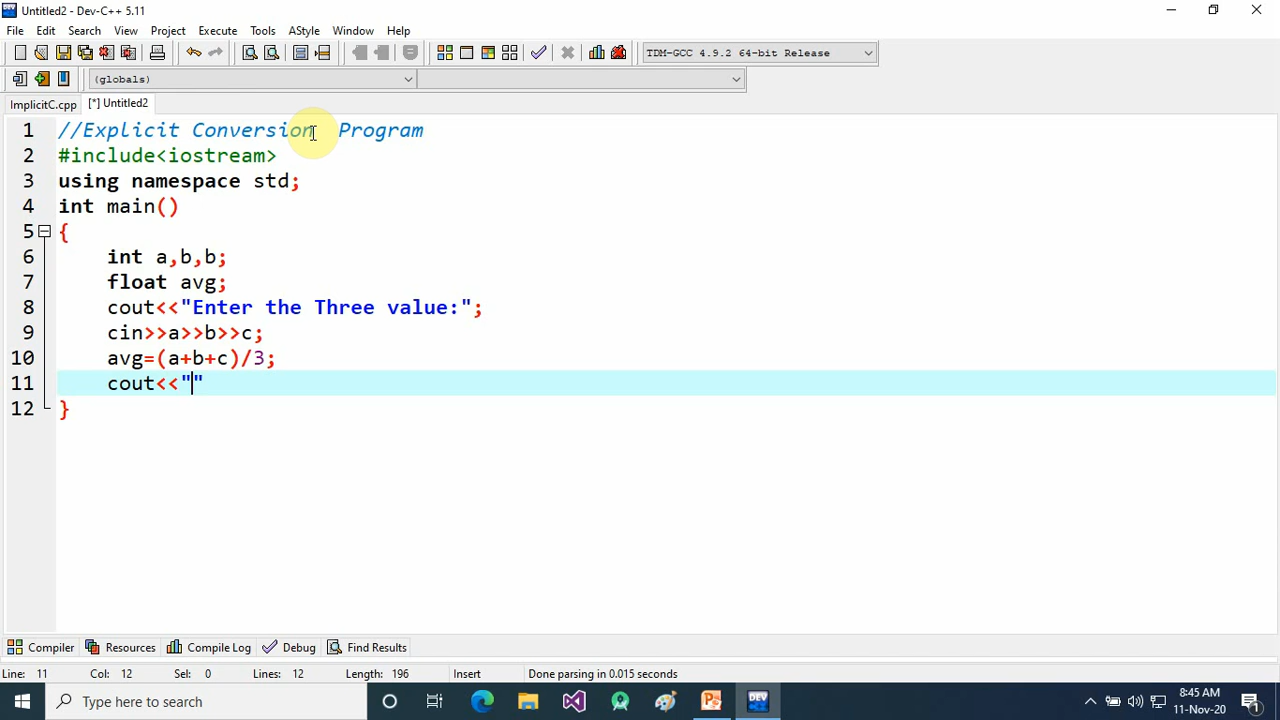 Untitled2 - Dev-C++ 5.11
File Edit Search View Project Execute Tools AStyle Window Help
TDM-GCC 4.9.2 64-bit Release
(globals)
ImplicitC.cpp [*] Untitled2
1 //Explicit Conversion  Program
2 #include<iostream>
3 using namespace std;
4 int main()
5 {
6 int a,b,b;
7 float avg;
8 cout<<"Enter the Three value:";
9 cin>>a>>b>>c;
10 avg=(a+b+c)/3;
11 cout<<""
12 }
Compiler Resources Compile Log Debug Find Results
Line: 11 Col: 12 Sel: 0 Lines: 12 Length: 196 Insert Done parsing in 0.015 seconds
Type here to search
8:45 AM
11-Nov-20